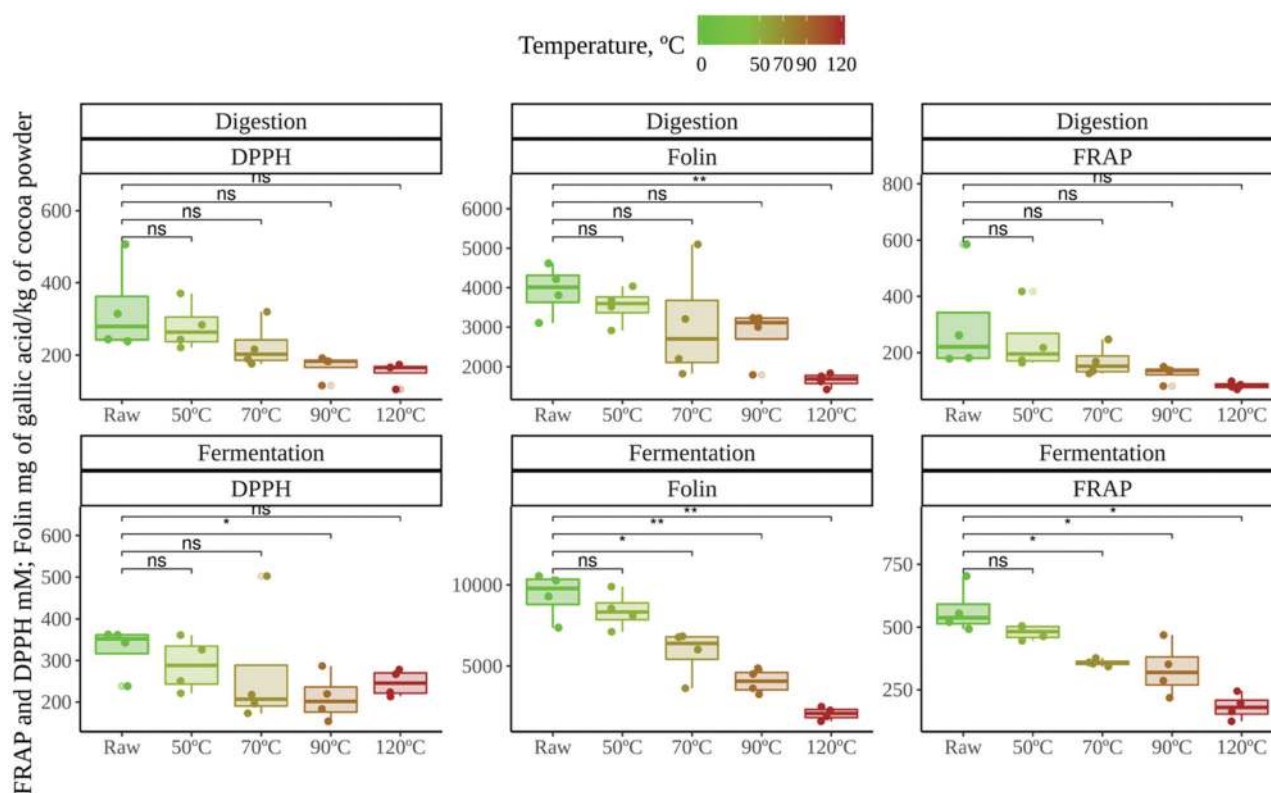 Temperature, ºC
0 50 70 90 120
FRAP and DPPH mM; Folin mg of gallic acid/kg of cocoa powder
Digestion
DPPH
ns
ns
ns
ns
600
400
200
Raw 50ºC 70ºC 90ºC 120ºC
Digestion
Folin
**
ns
ns
ns
6000
5000
4000
3000
2000
Raw 50ºC 70ºC 90ºC 120ºC
Digestion
FRAP
ns
ns
ns
ns
800
600
400
200
Raw 50ºC 70ºC 90ºC 120ºC
Fermentation
DPPH
ns
*
ns
ns
600
500
400
300
200
Raw 50ºC 70ºC 90ºC 120ºC
Fermentation
Folin
**
**
*
ns
10000
5000
Raw 50ºC 70ºC 90ºC 120ºC
Fermentation
FRAP
*
*
*
ns
750
500
250
Raw 50ºC 70ºC 90ºC 120ºC